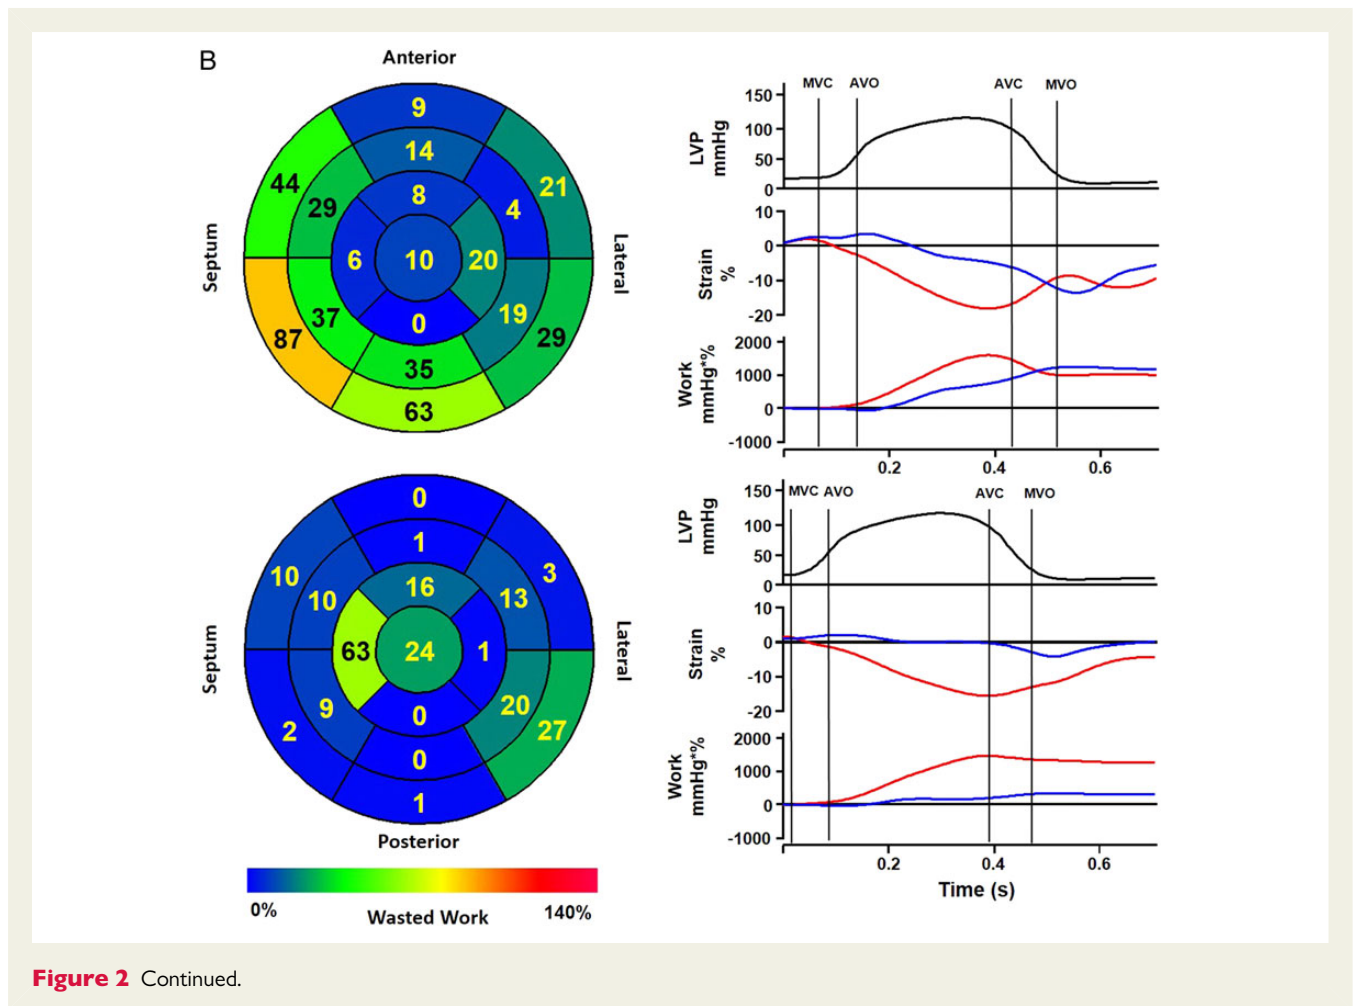 B
Anterior
9
14
8
44
29
21
4
6
10
20
0
37
19
87
29
35
63
Septum
Lateral
MVC AVO AVC MVO
LVP
mmHg
150
100
50
0
Strain
%
10
0
-10
-20
Work
mmHg*%
2000
1000
0
-1000
0.2 0.4 0.6
0
1
16
10
10
3
13
63
24
1
0
9
20
2
27
0
1
Septum
Lateral
Posterior
MVC AVO AVC MVO
LVP
mmHg
150
100
50
0
Strain
%
10
0
-10
-20
Work
mmHg*%
2000
1000
0
-1000
0.2 0.4 0.6
Time (s)
0% Wasted Work 140%
Figure 2 Continued.